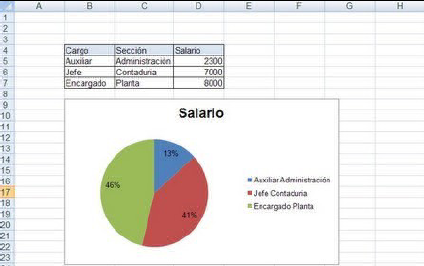 A B C D E F G H
1
2
3
4 Cargo Sección Salario
5 Auxiliar Administración 2300
6 Jefe Contaduria 7000
7 Encargado Planta 8000
8
9
10 Salario
11
12
13 13%
14
15
16 46% Auxiliar Administración
17 Jefe Contaduria
18 Encargado Planta
19 41%
20
21
22
23